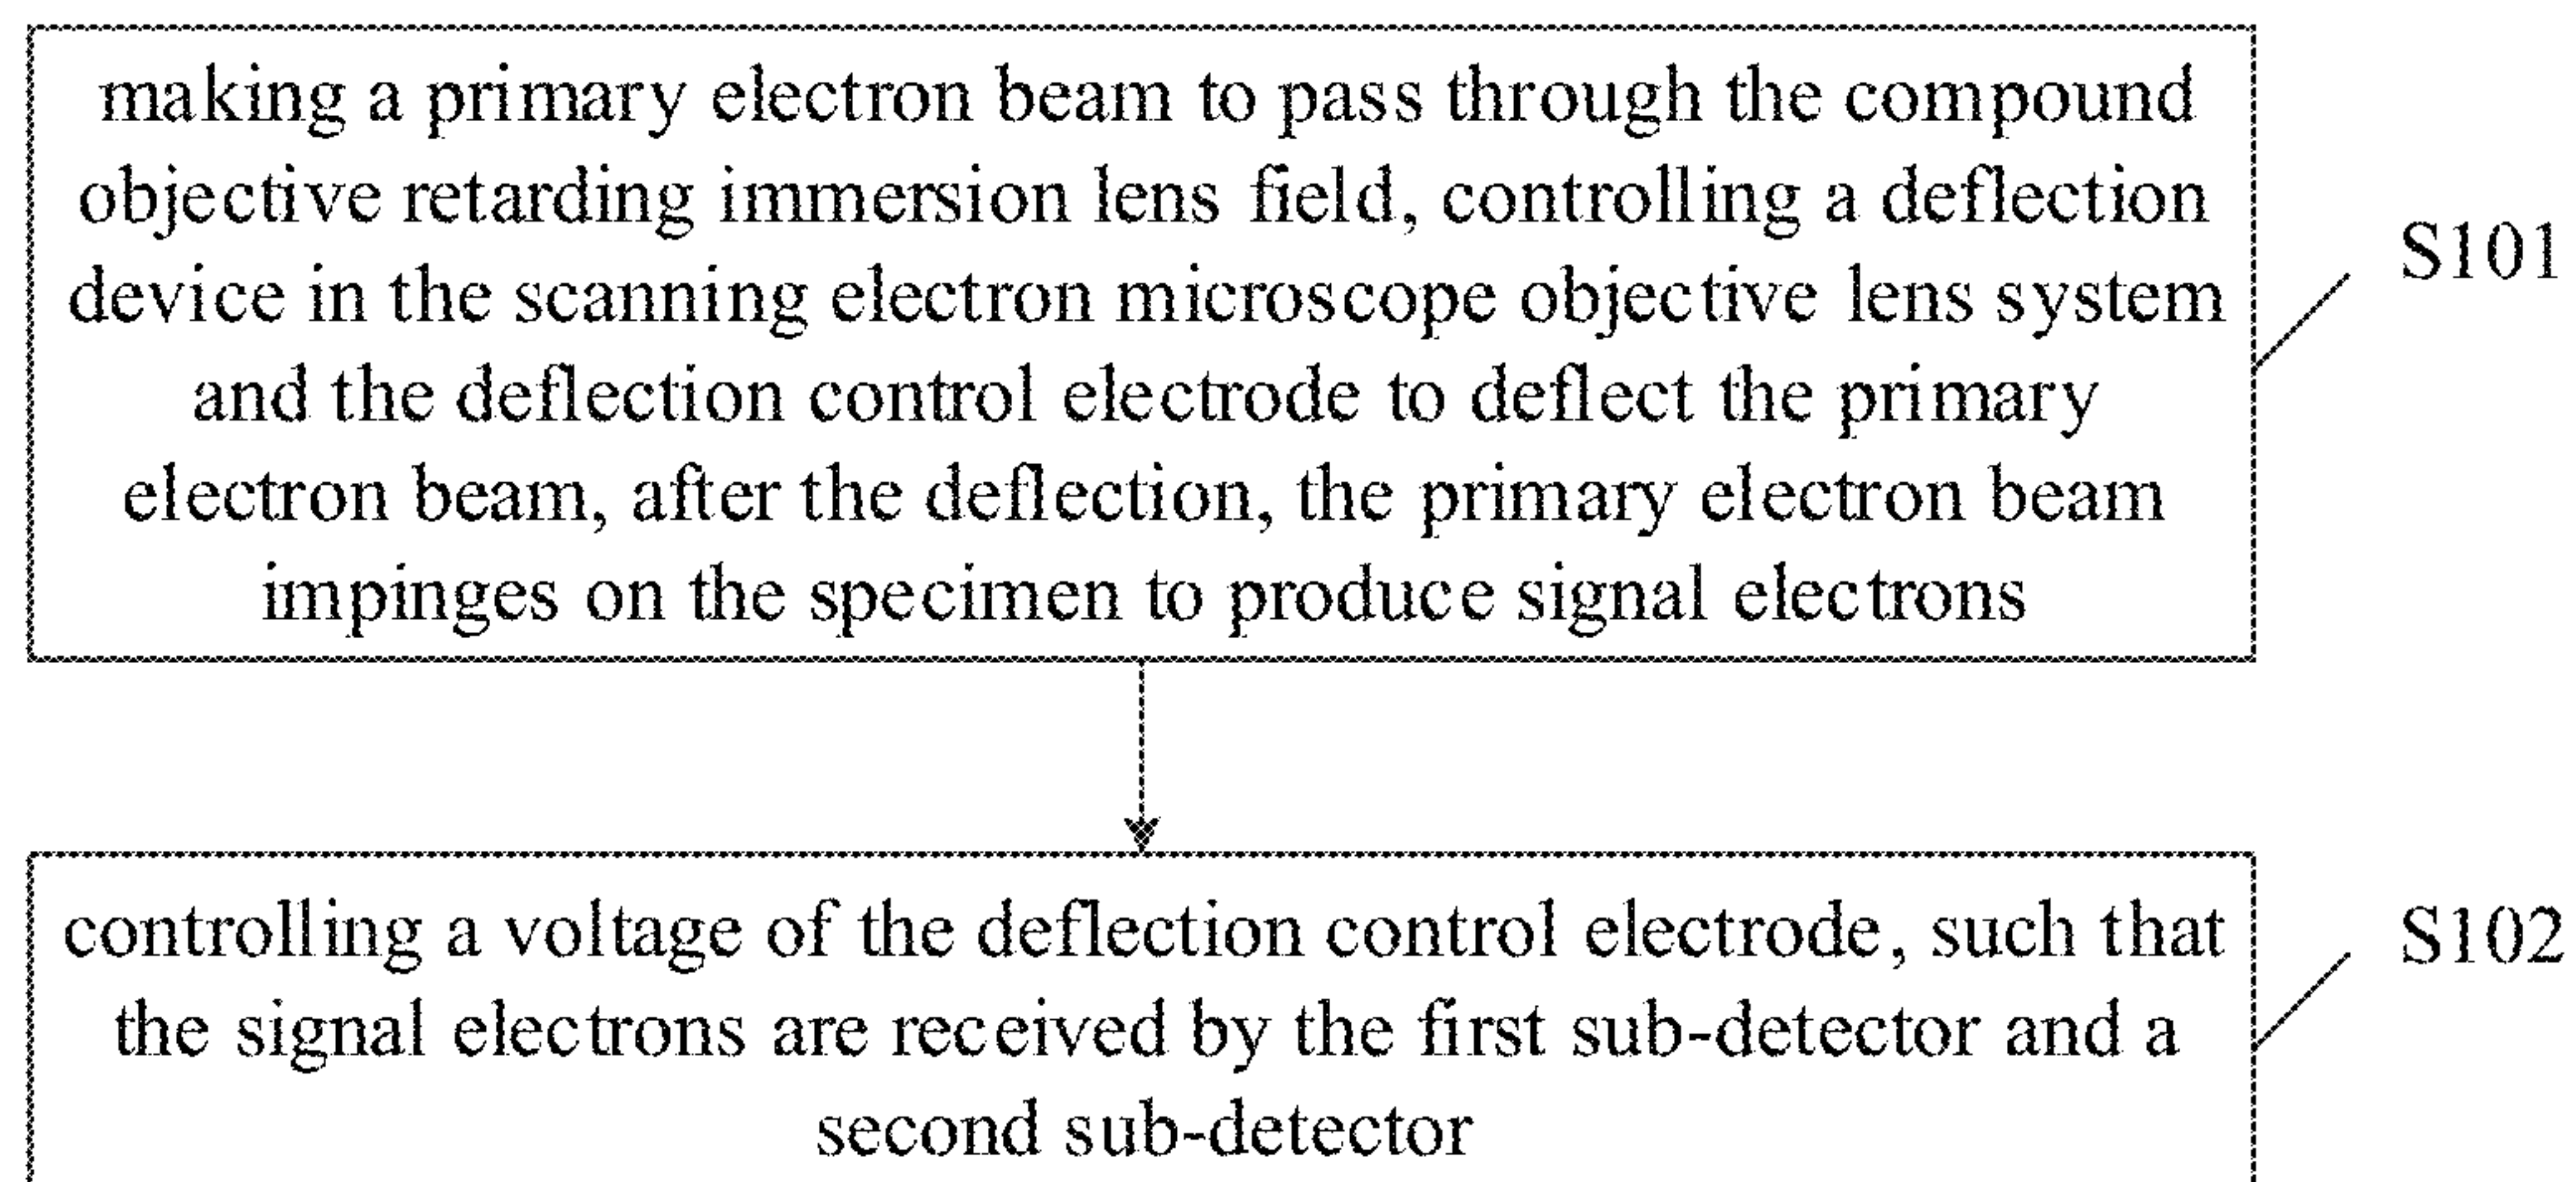 making a primary electron beam to pass through the compound
objective retarding immersion lens field, controlling a deflection
device in the scanning electron microscope objective lens system
and the deflection control electrode to deflect the primary
electron beam, after the deflection, the primary electron beam
impinges on the specimen to produce signal electrons
S101
controlling a voltage of the deflection control electrode, such that
the signal electrons are received by the first sub-detector and a
second sub-detector
S102